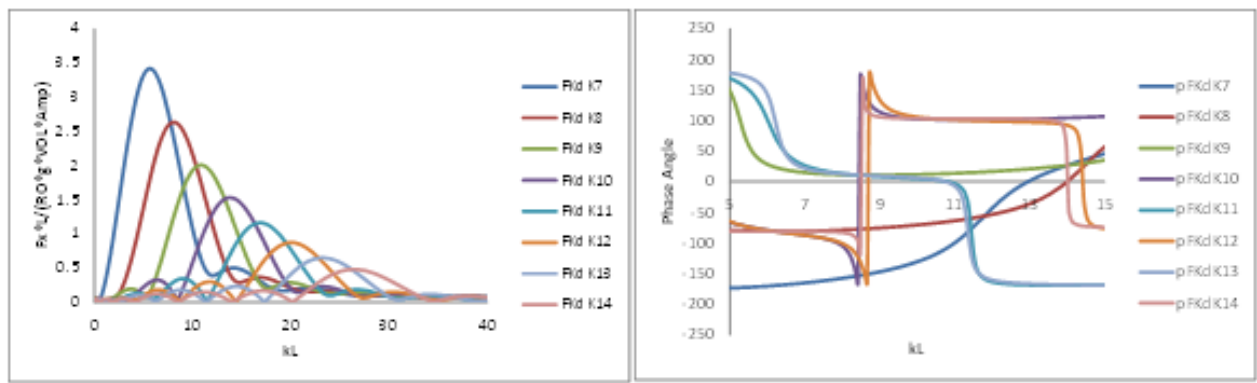 Fx*L/(RO*g*VOL*Amp)
4
3.5
3
2.5
2
1.5
1
0.5
0
0 10 20 30 40
kL
FKd K7
FKd K8
FKd K9
FKd K10
FKd K11
FKd K12
FKd K13
FKd K14
Phase Angle
250
200
150
100
50
0
-50
-100
-150
-200
-250
5 7 9 11 13 15
kL
pFKd K7
pFKd K8
pFKd K9
pFKd K10
pFKd K11
pFKd K12
pFKd K13
pFKd K14